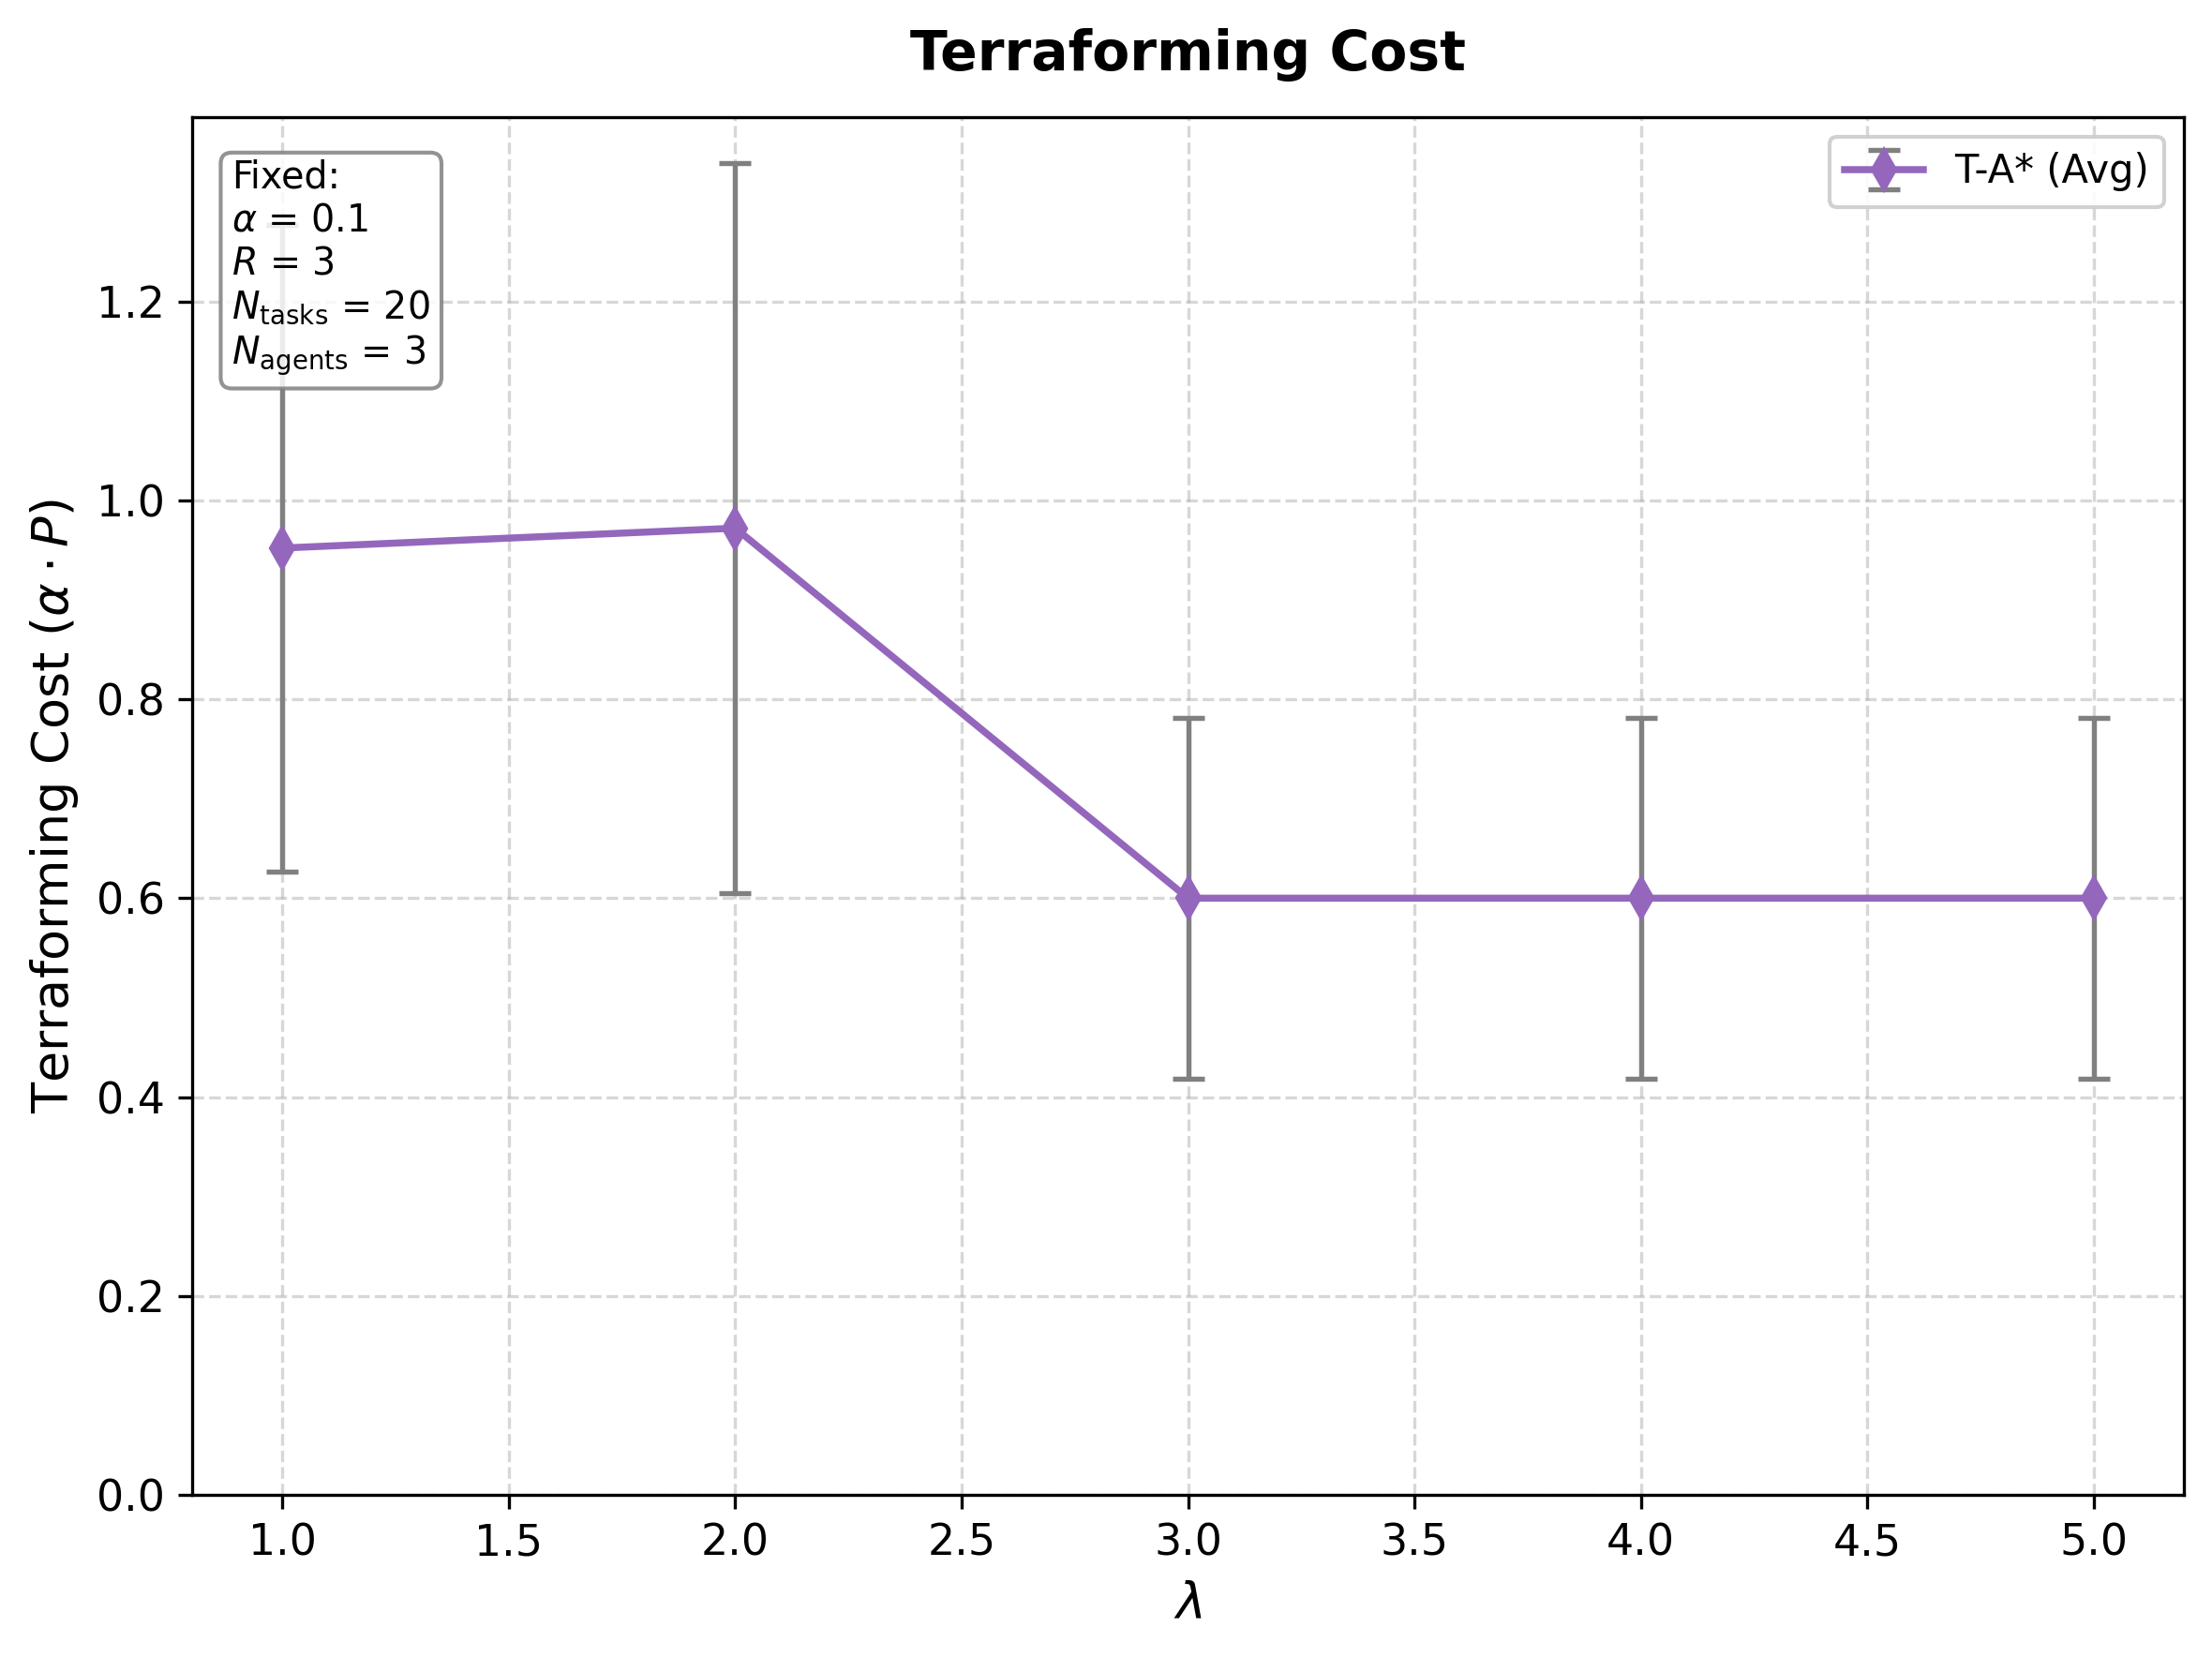 Terraforming Cost
Fixed:
α = 0.1
R = 3
N_tasks = 20
N_agents = 3
T-A* (Avg)
Terraforming Cost (α · P)
1.2
1.0
0.8
0.6
0.4
0.2
0.0
1.0 1.5 2.0 2.5 3.0 3.5 4.0 4.5 5.0
λ